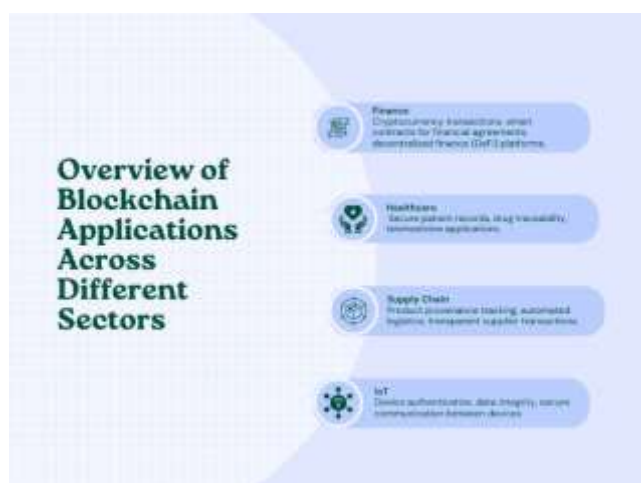 Overview of
Blockchain
Applications
Across
Different
Sectors
Finance
Cryptocurrency transactions, smart
contracts for financial agreements,
decentralized finance (DeFi) platforms.
Healthcare
Secure patient records, drug traceability,
telemedicine applications.
Supply Chain
Product provenance tracking, automated
logistics, transparent supplier transactions.
IoT
Device authentication, data integrity, secure
communication between devices.